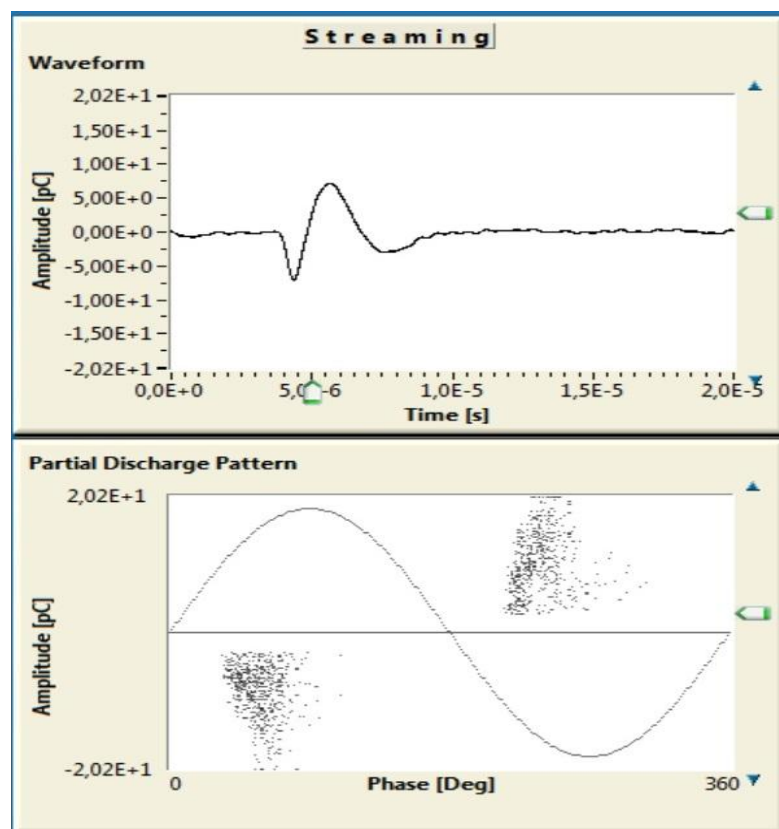 Streaming
Waveform
2,02E+1
1,50E+1
1,00E+1
5,00E+0
0,00E+0
-5,00E+0
-1,00E+1
-1,50E+1
-2,02E+1
Amplitude [pC]
0,0E+0 5,0 -6 1,0E-5 1,5E-5 2,0E-5
Time [s]
Partial Discharge Pattern
2,02E+1
Amplitude [pC]
-2,02E+1
0 Phase [Deg] 360